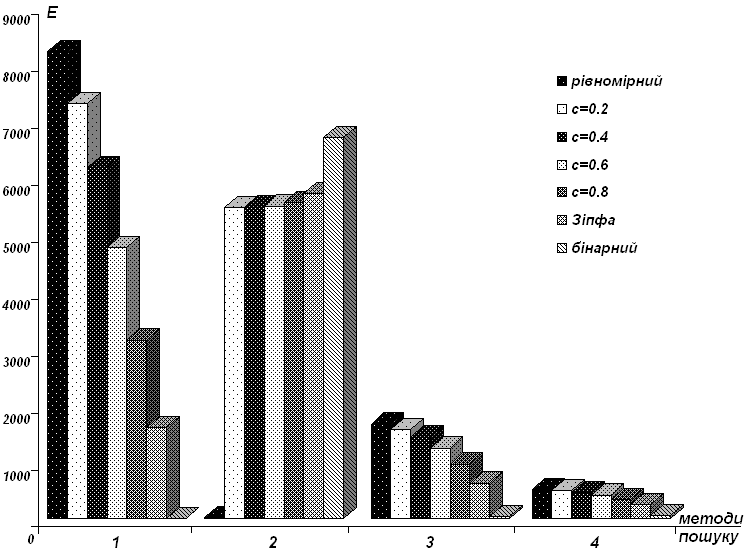 E
9000
8000
7000
6000
5000
4000
3000
2000
1000
0
рівномірний
c=0.2
c=0.4
c=0.6
c=0.8
Зіпфа
бінарний
1 2 3 4
методи
пошуку